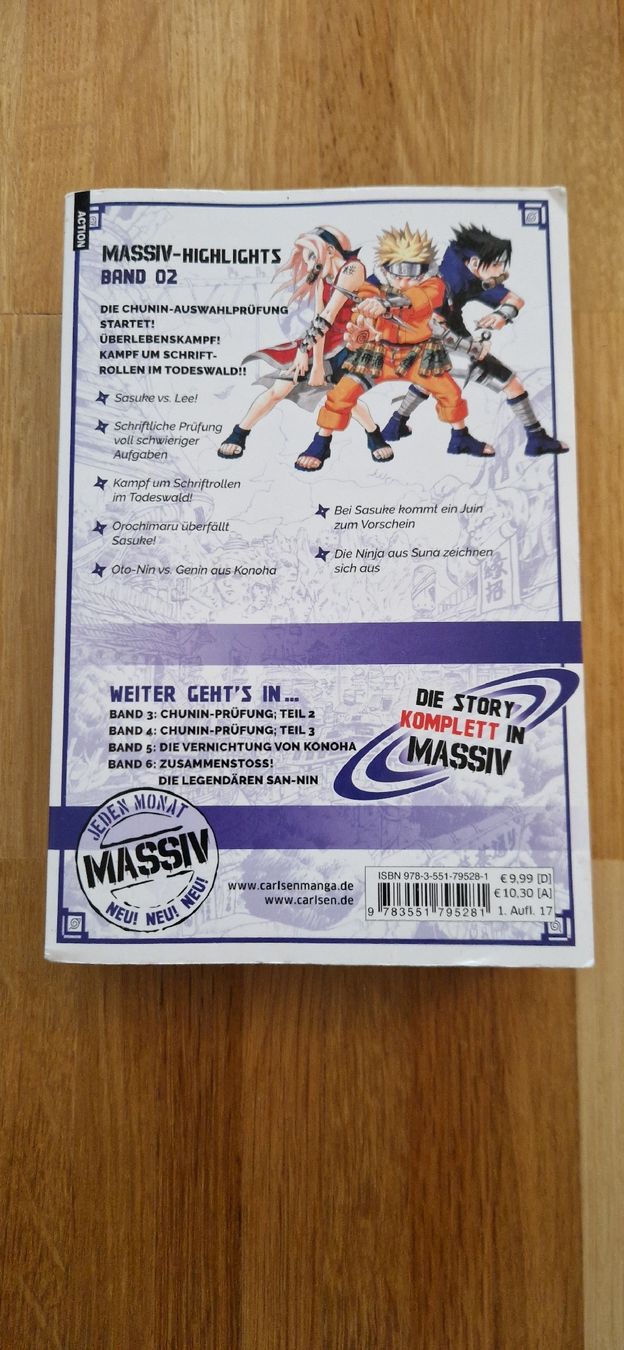 ACTION
MASSIV-HIGHLIGHTS
BAND 02
DIE CHUNIN-AUSWAHLPRÜFUNG
STARTET!
ÜBERLEBENSKAMPF!
KAMPF UM SCHRIFT-
ROLLEN IM TODESWALD!!
Sasuke vs. Lee!
Schriftliche Prüfung
voll schwieriger
Aufgaben
Kampf um Schriftrollen
im Todeswald!
Orochimaru überfällt
Sasuke!
Oto-Nin vs. Genin aus Konoha
Bei Sasuke kommt ein Juin
zum Vorschein
Die Ninja aus Suna zeichnen
sich aus
WEITER GEHT'S IN ...
BAND 3: CHUNIN-PRÜFUNG; TEIL 2
BAND 4: CHUNIN-PRÜFUNG; TEIL 3
BAND 5: DIE VERNICHTUNG VON KONOHA
BAND 6: ZUSAMMENSTOSS!
DIE LEGENDÄREN SAN-NIN
DIE STORY
KOMPLETT IN
MASSIV
JEDEN MONAT
MASSIV
NEU! NEU! NEU!
www.carlsenmanga.de
www.carlsen.de
ISBN 978-3-551-79528-1
9 783551 795281
€ 9,99 [D]
€ 10,30 [A]
1. Aufl. 17